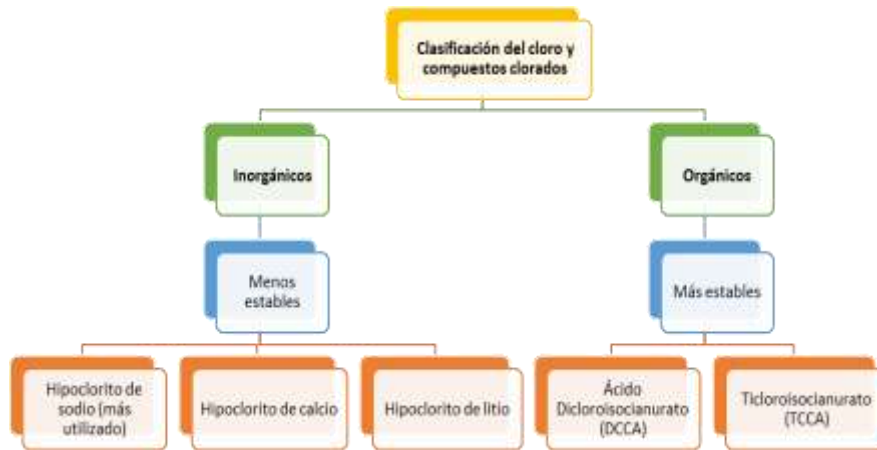 Clasificación del cloro y
compuestos clorados
Inorgánicos
Orgánicos
Menos
estables
Más estables
Hipoclorito de
sodio (más
utilizado)
Hipoclorito de calcio
Hipoclorito de litio
Ácido
Dicloroisocianurato
(DCCA)
Ticloroisocianurato
(TCCA)